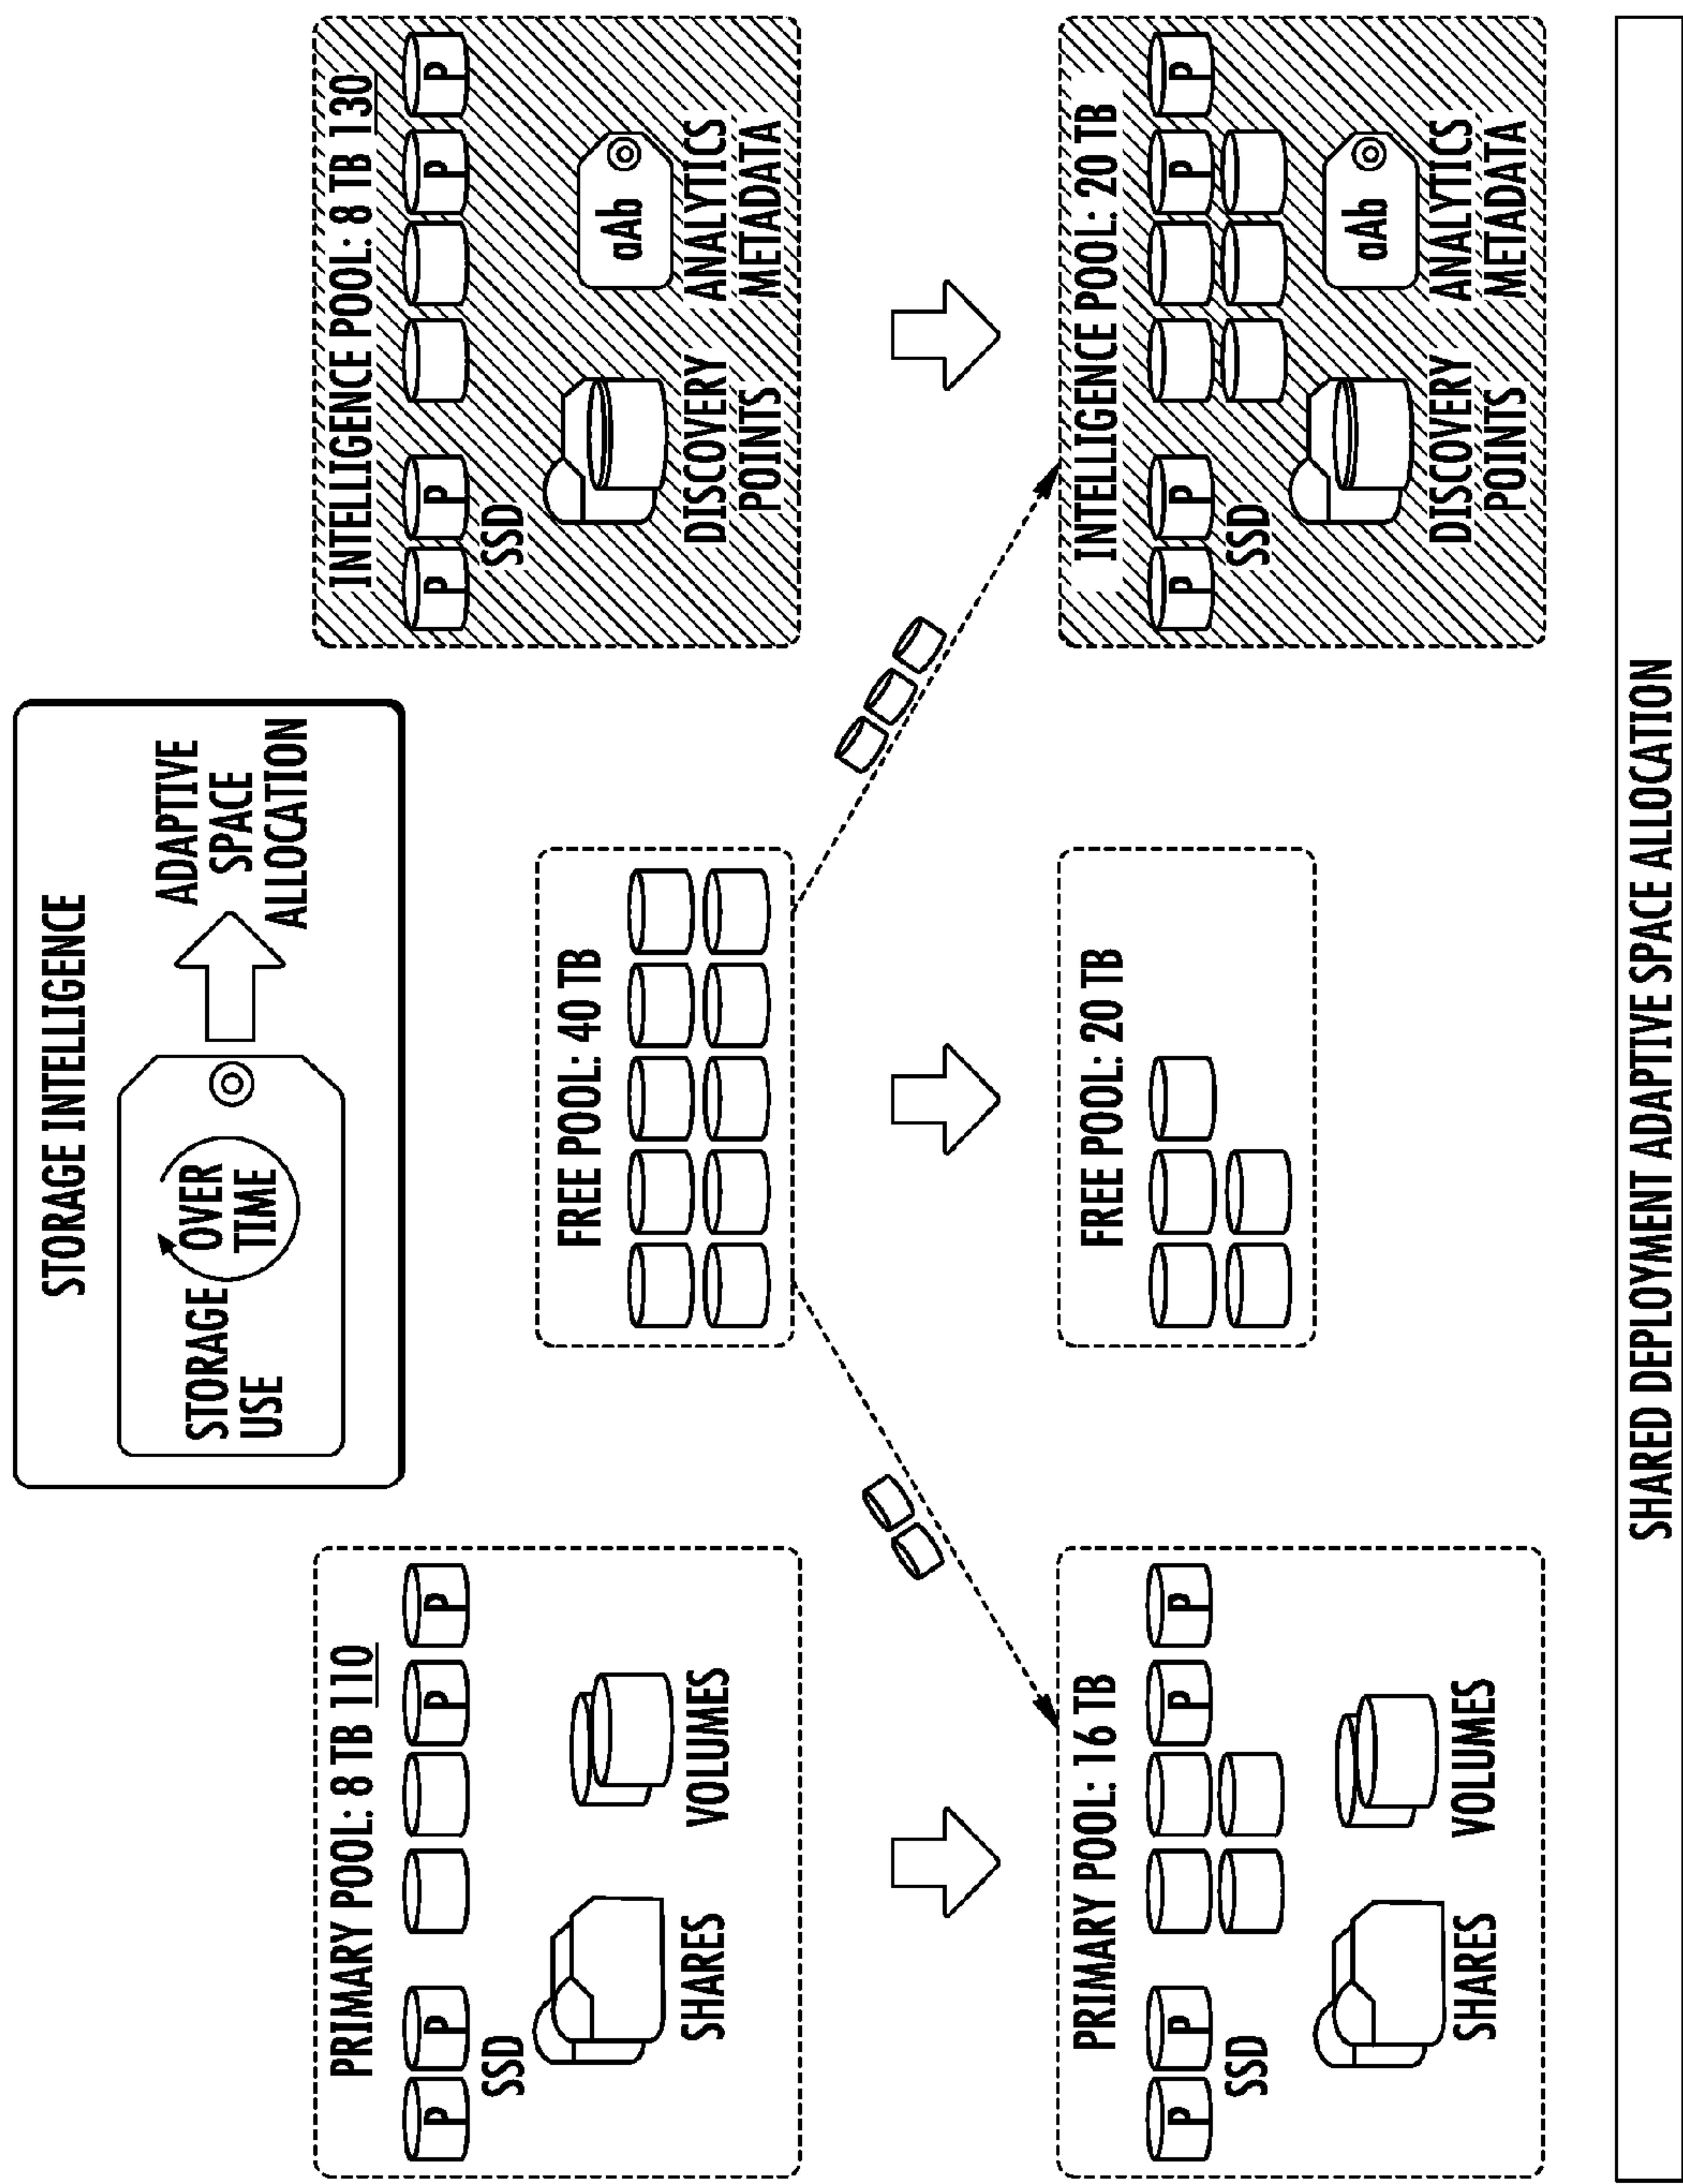 STORAGE INTELLIGENCE
STORAGE
USE
OVER
TIME
ADAPTIVE
SPACE
ALLOCATION
PRIMARY POOL: 8 TB 110
P
P
P
P
SSD
SHARES
VOLUMES
FREE POOL: 40 TB
INTELLIGENCE POOL: 8 TB 130
P
P
P
P
SSD
aAb
DISCOVERY
POINTS
ANALYTICS
METADATA
PRIMARY POOL: 16 TB
P
P
P
P
SSD
SHARES
VOLUMES
FREE POOL: 20 TB
INTELLIGENCE POOL: 20 TB
P
P
P
P
SSD
aAb
DISCOVERY
POINTS
ANALYTICS
METADATA
SHARED DEPLOYMENT ADAPTIVE SPACE ALLOCATION